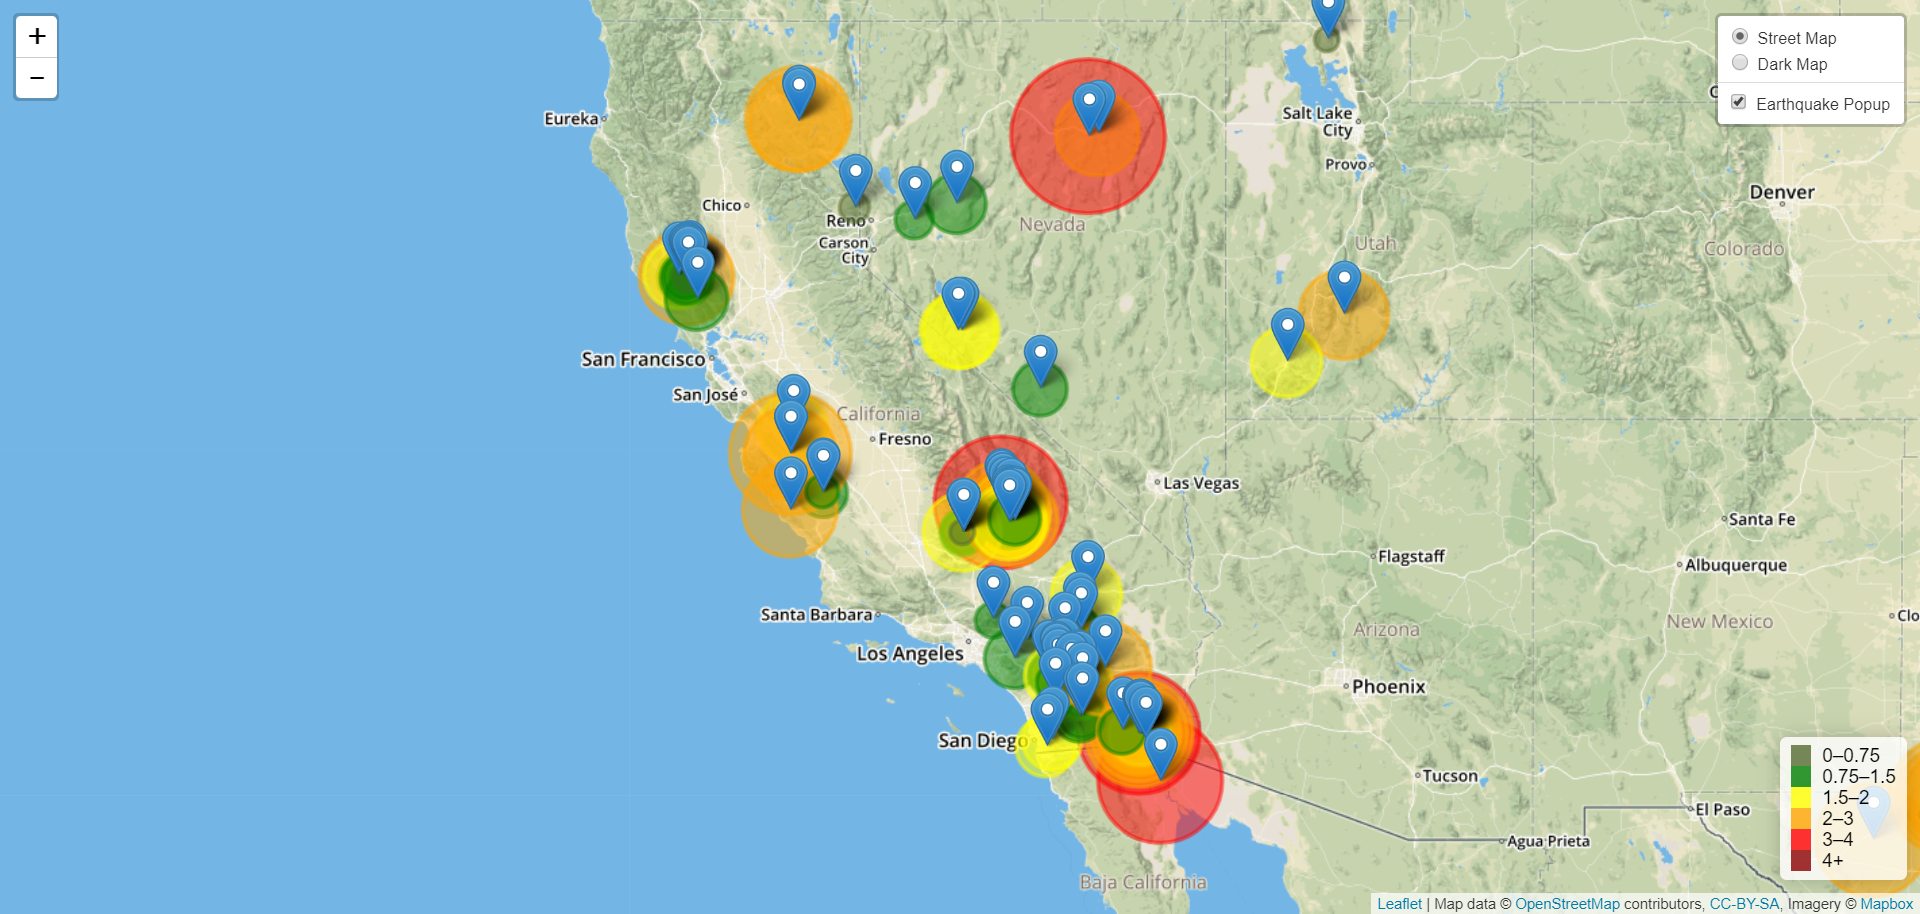 +
−
Street Map
Dark Map
Earthquake Popup
Eureka
Salt Lake
City
Provo
Denver
Chico
Reno
Nevada
Carson
City
Utah
Colorado
San Francisco
San José
California
Fresno
Las Vegas
Santa Fe
Flagstaff
Albuquerque
Santa Barbara
Clo
New Mexico
Arizona
Los Angeles
Phoenix
San Diego
0–0.75
0.75–1.5
1.5–2
2–3
3–4
4+
Tucson
El Paso
Agua Prieta
Baja California
Leaflet | Map data © OpenStreetMap contributors, CC-BY-SA, Imagery © Mapbox